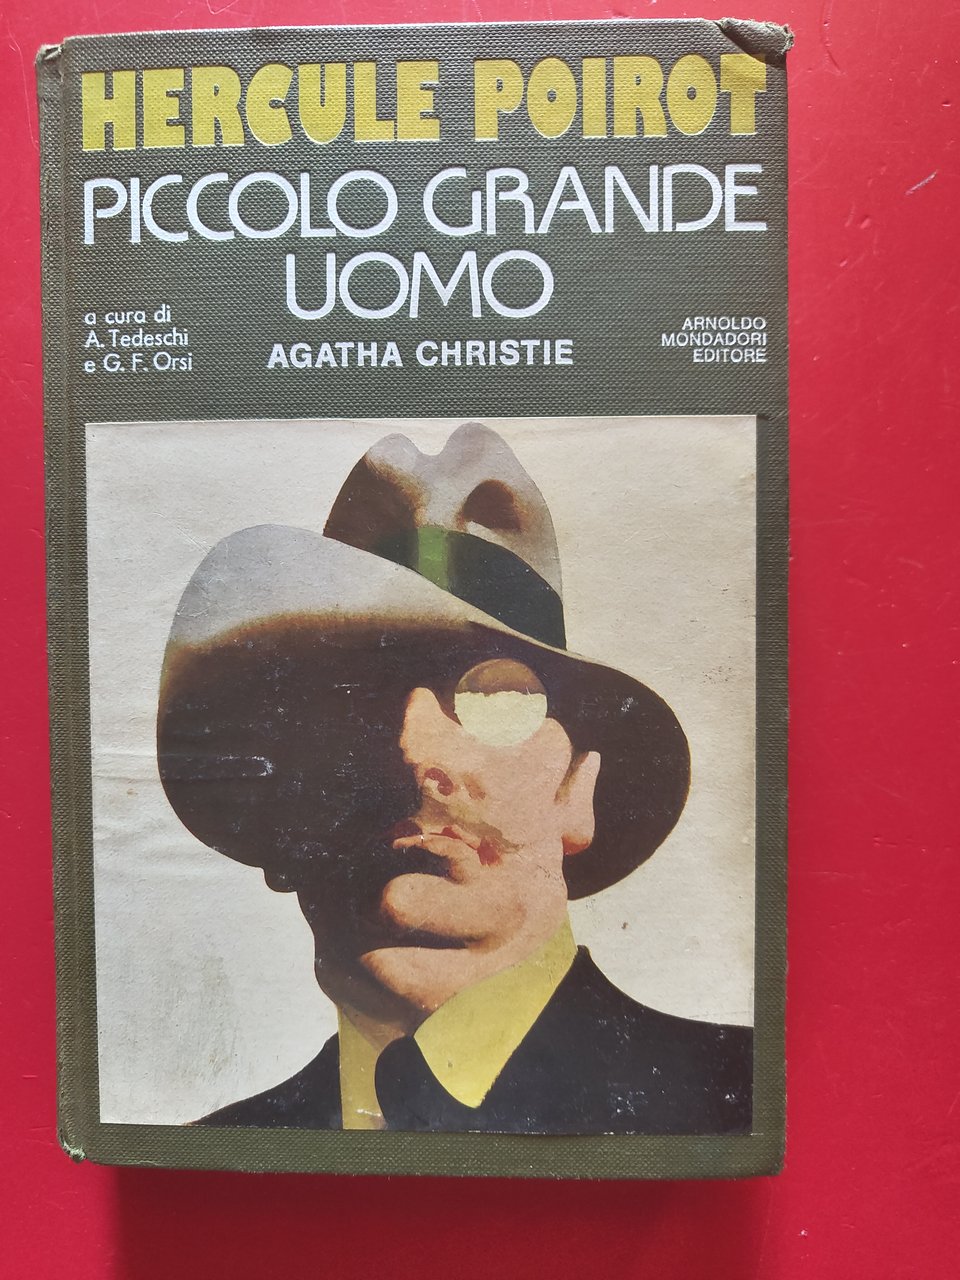 HERCULE POIROT
PICCOLO GRANDE
UOMO
a cura di
A. Tedeschi
e G. F. Orsi
AGATHA CHRISTIE
ARNOLDO
MONDADORI
EDITORE